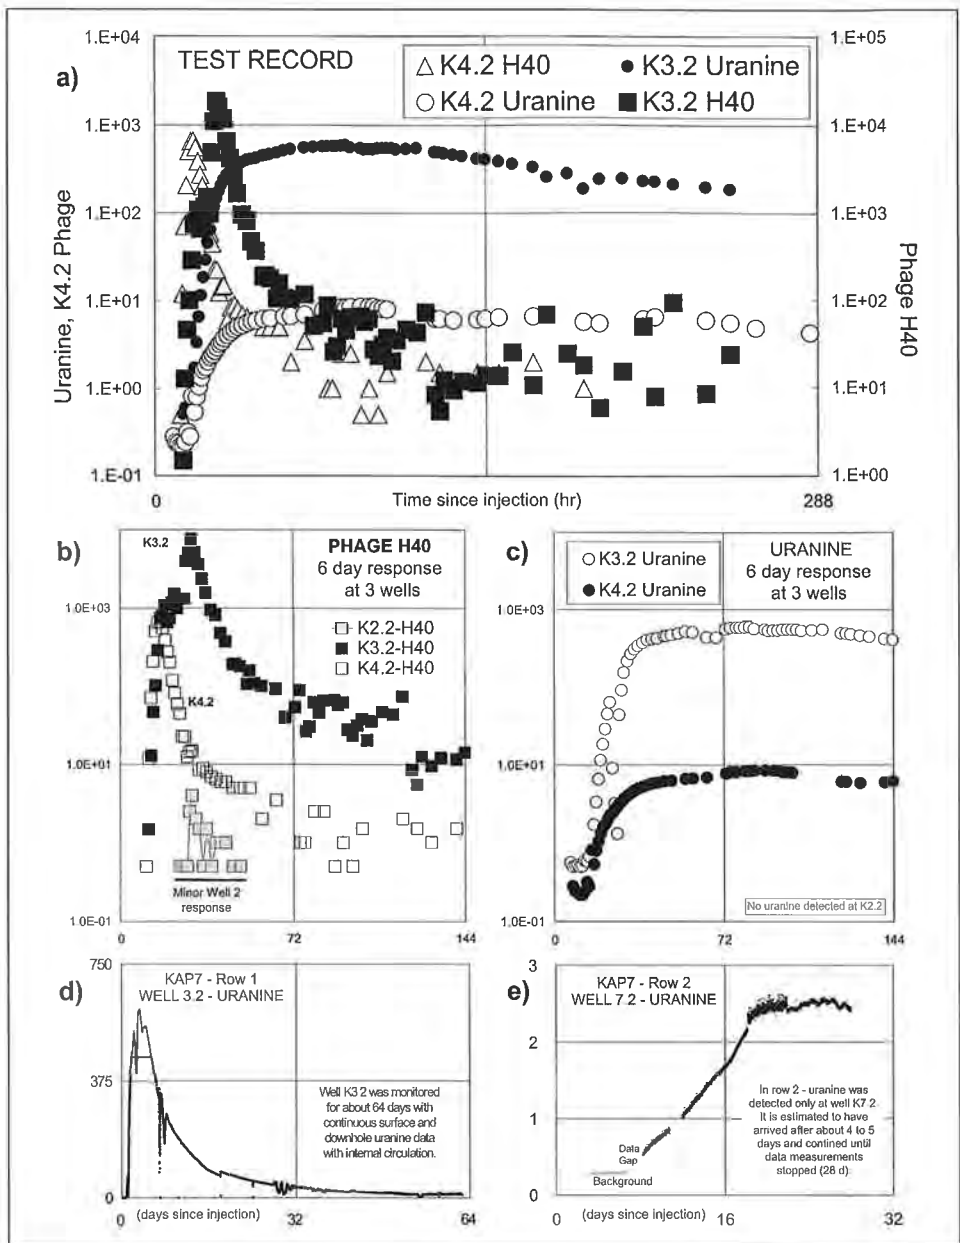 a)
TEST RECORD
△ K4.2 H40 ● K3.2 Uranine
○ K4.2 Uranine ■ K3.2 H40
Uranine, K4.2 Phage
1.E+04
1.E+03
1.E+02
1.E+01
1.E+00
1.E-01
Phage H40
1.E+05
1.E+04
1.E+03
1.E+02
1.E+01
1.E+00
0 Time since injection (hr) 288
b)
K3.2
PHAGE H40
6 day response
at 3 wells
K2.2-H40
K3.2-H40
K4.2-H40
K4.2
Minor Well 2
response
1.0E+03
1.0E+01
1.0E-01
0 72 144
c)
K3.2 Uranine
K4.2 Uranine
URANINE
6 day response
at 3 wells
No uranine detected at K2.2
1.0E+03
1.0E+01
1.0E-01
0 72 144
d)
KAP7 - Row 1
WELL 3.2 - URANINE
Well K3 2 was monitored
for about 64 days with
continuous surface and
downhole uranine data
with internal circulation.
750
375
0
0 (days since injection) 32 64
e)
KAP7 - Row 2
WELL 7 2 - URANINE
In row 2 - uranine was
detected only at well K7 2
It is estimated to have
arrived after about 4 to 5
days and contined until
data measurements
stopped (28 d)
Data
Gap
Background
3
2
1
0
0 (days since injection) 16 32